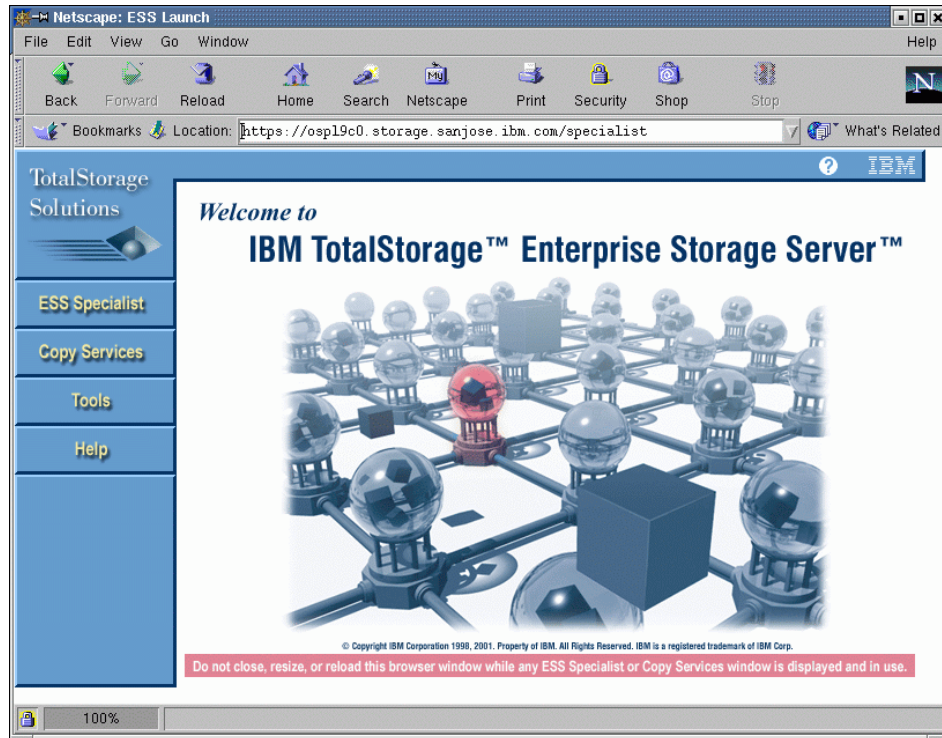 Netscape: ESS Launch
File Edit View Go Window Help
Back Forward Reload Home Search Netscape Print Security Shop Stop
My
N
Bookmarks Location: https://ospl9c0.storage.sanjose.ibm.com/specialist What's Related
TotalStorage
Solutions
? IBM
Welcome to
IBM TotalStorage™ Enterprise Storage Server™
ESS Specialist
Copy Services
Tools
Help
© Copyright IBM Corporation 1998, 2001. Property of IBM. All Rights Reserved. IBM is a registered trademark of IBM Corp.
Do not close, resize, or reload this browser window while any ESS Specialist or Copy Services window is displayed and in use.
100%